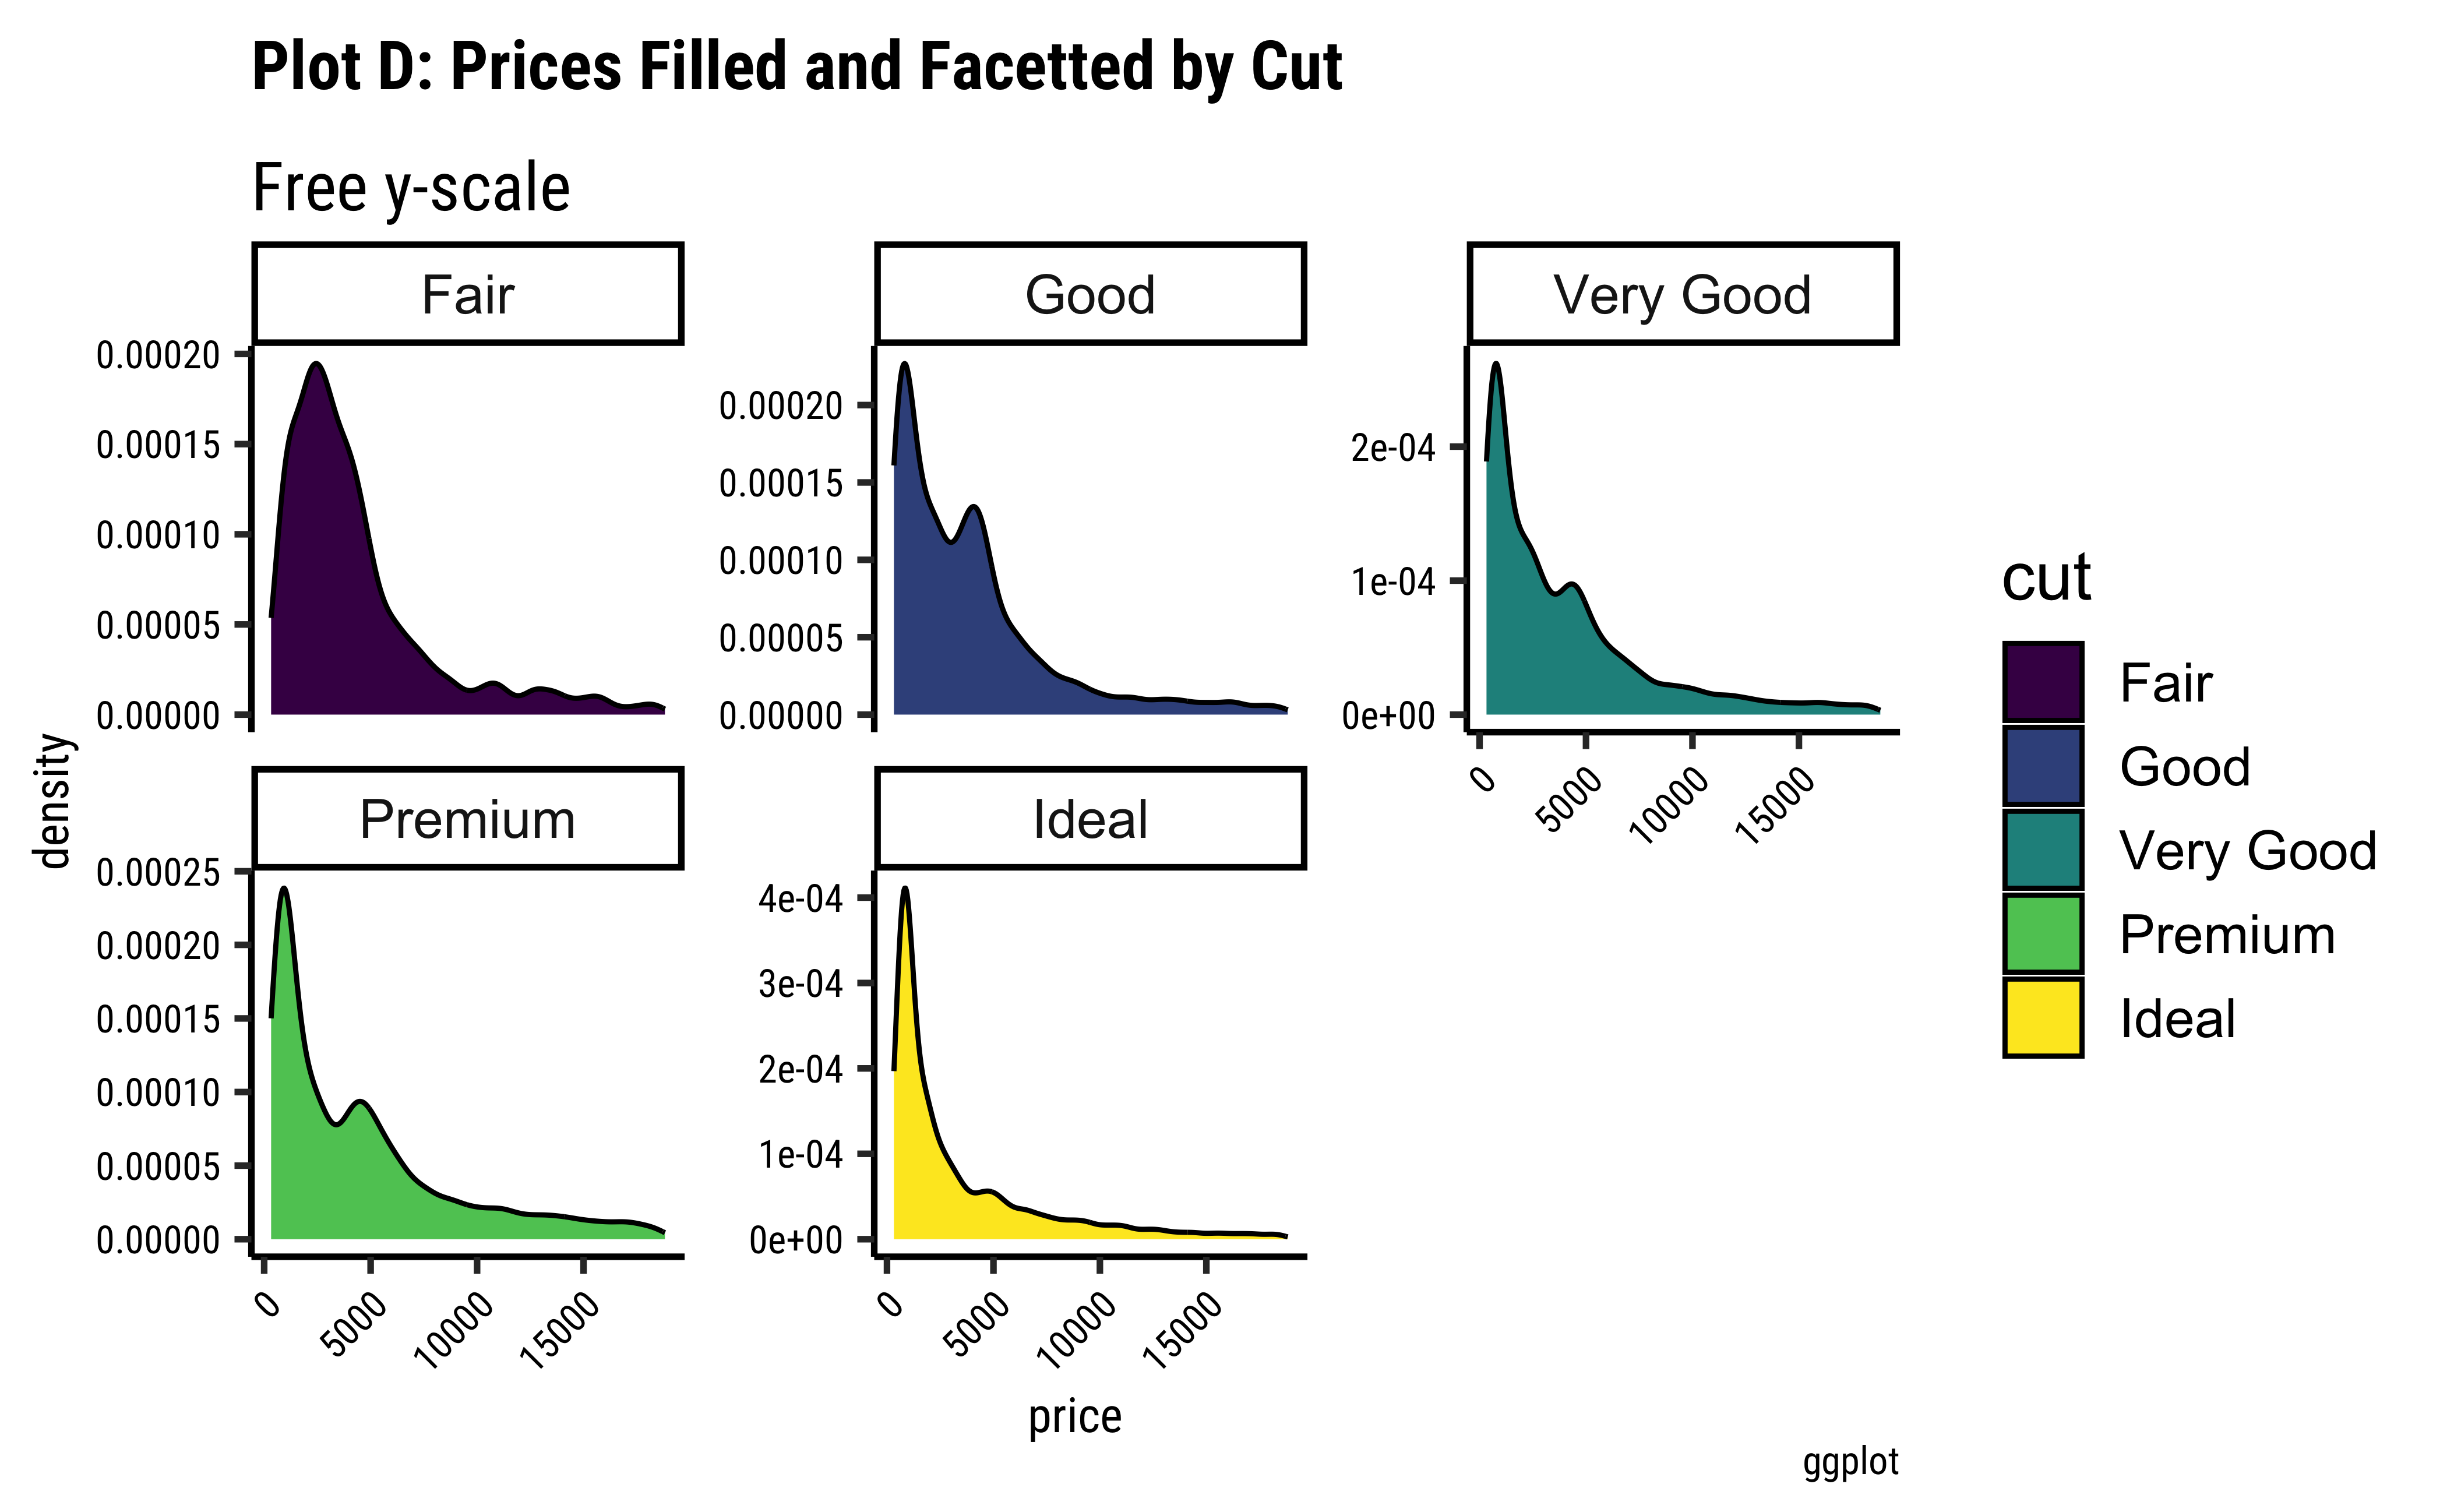 Plot D: Prices Filled and Facetted by Cut
Free y-scale
Fair
Good
Very Good
0.00020
0.00015
0.00010
0.00005
0.00000
0.00020
0.00015
0.00010
0.00005
0.00000
2e-04
1e-04
0e+00
0
5000
10000
15000
density
Premium
Ideal
0.00025
0.00020
0.00015
0.00010
0.00005
0.00000
4e-04
3e-04
2e-04
1e-04
0e+00
0
5000
10000
15000
0
5000
10000
15000
price
cut
Fair
Good
Very Good
Premium
Ideal
ggplot